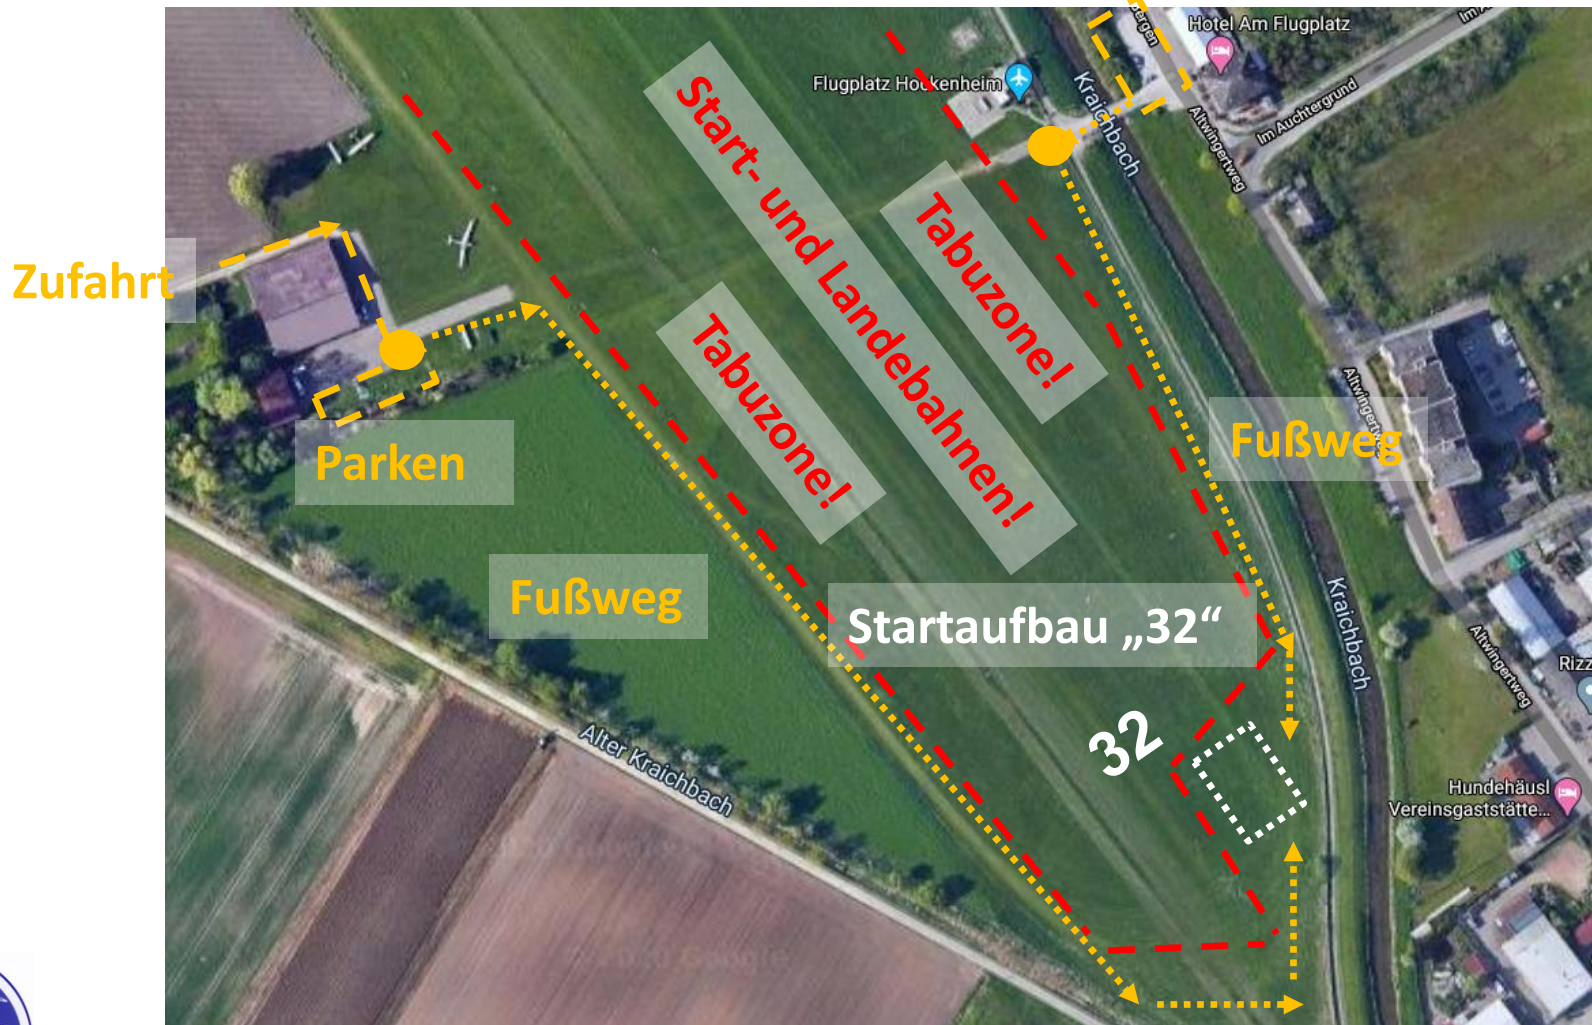 Hotel Am Flugplatz
Flugplatz Hockenheim
Kraichbach
Im Auchtergrund
Altwingertweg
Start- und Landebahnen!
Tabuzone!
Zufahrt
Tabuzone!
Fußweg
Parken
Fußweg
Startaufbau „32“
Kraichbach
Altwingertweg
32
Alter Kraichbach
Hundehäusl
Vereinsgaststätte...